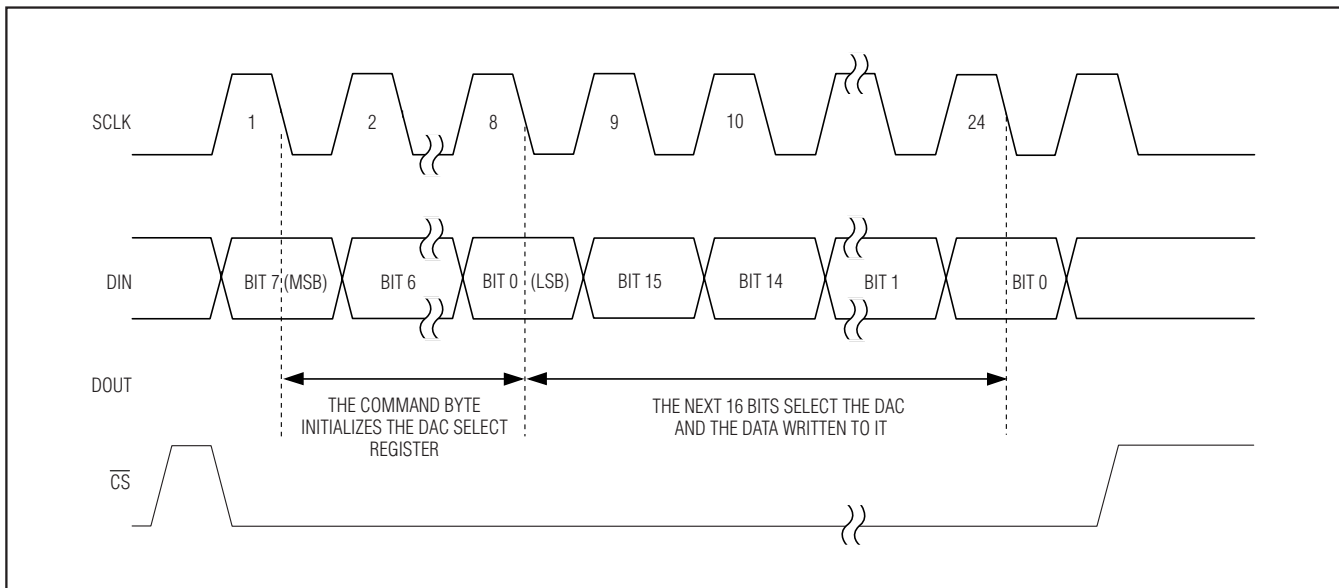 SCLK 1 2 8 9 10 24
DIN BIT 7 (MSB) BIT 6 BIT 0 (LSB) BIT 15 BIT 14 BIT 1 BIT 0
DOUT
THE COMMAND BYTE
INITIALIZES THE DAC SELECT
REGISTER
THE NEXT 16 BITS SELECT THE DAC
AND THE DATA WRITTEN TO IT
CS